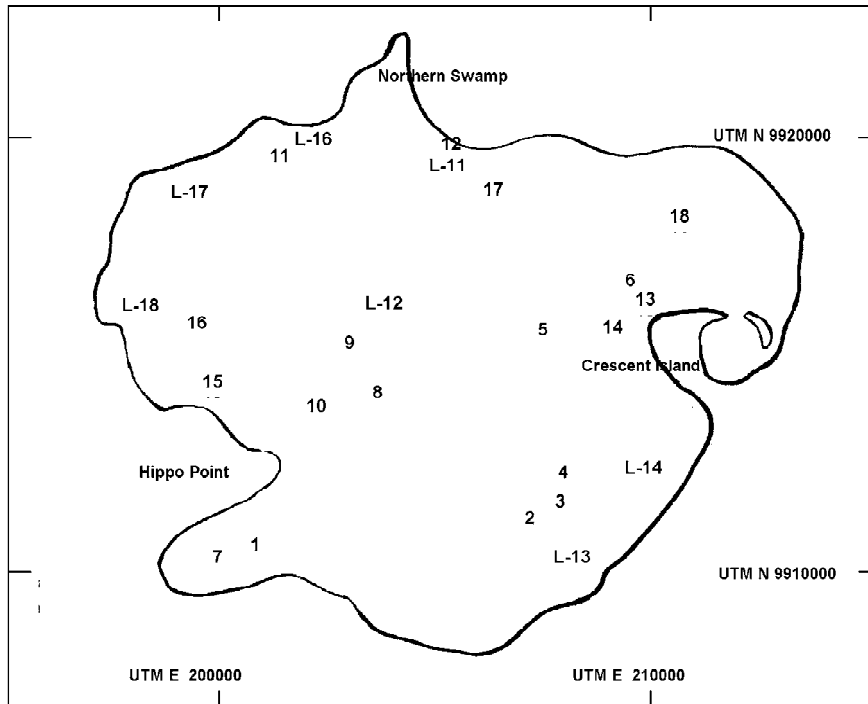 Northern Swamp
UTM N 9920000
L-16
12
11
L-11
L-17
17
18
6
13
L-18
L-12
16
5
14
9
Crescent Island
15
8
10
Hippo Point
4
L-14
3
2
1
7
L-13
UTM N 9910000
UTM E 200000
UTM E 210000